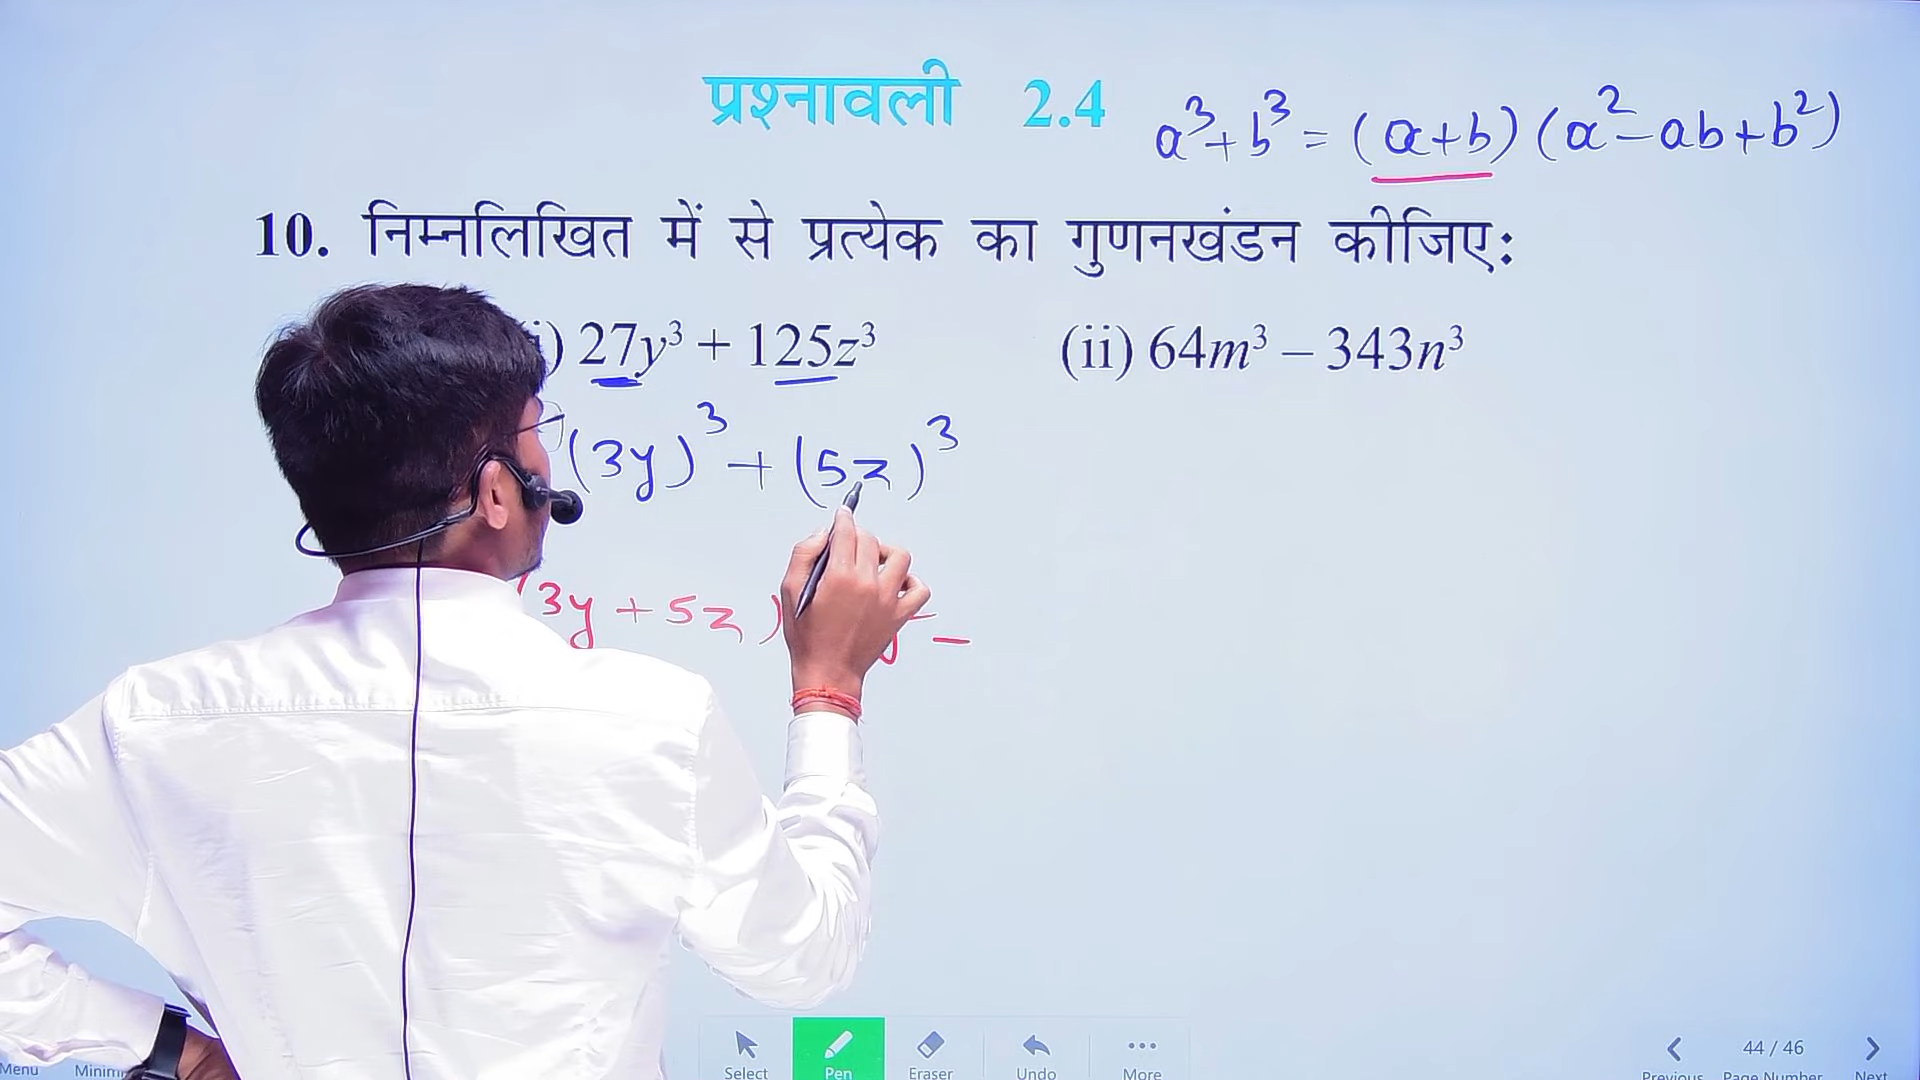 प्रश्नावली 2.4
a³+b³ = (a+b) (a²-ab+b²)
10. निम्नलिखित में से प्रत्येक का गुणनखंडन कीजिए:
i) 27y³ + 125z³ (ii) 64m³ – 343n³
(3y)³ + (5z)³
(3y + 5z) -
Menu Select Pen Eraser Undo More Previous Page Number Next
44 / 46